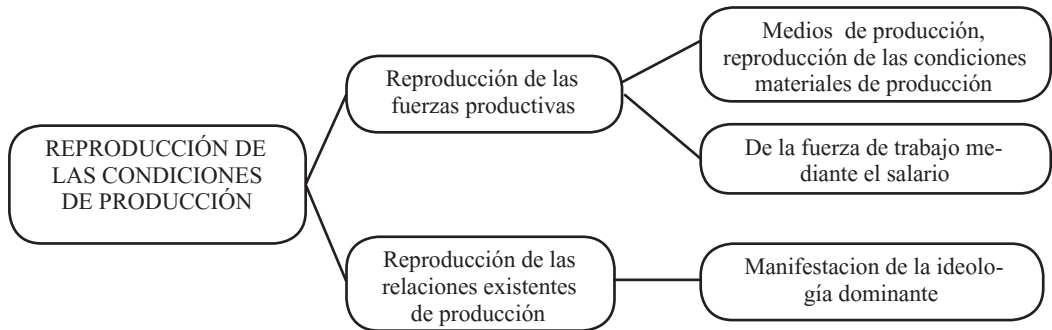 REPRODUCCIÓN DE
LAS CONDICIONES
DE PRODUCCIÓN
Reproducción de las
fuerzas productivas
Medios de producción,
reproducción de las condiciones
materiales de producción
De la fuerza de trabajo me-
diante el salario
Reproducción de las
relaciones existentes
de producción
Manifestacion de la ideolo-
gía dominante